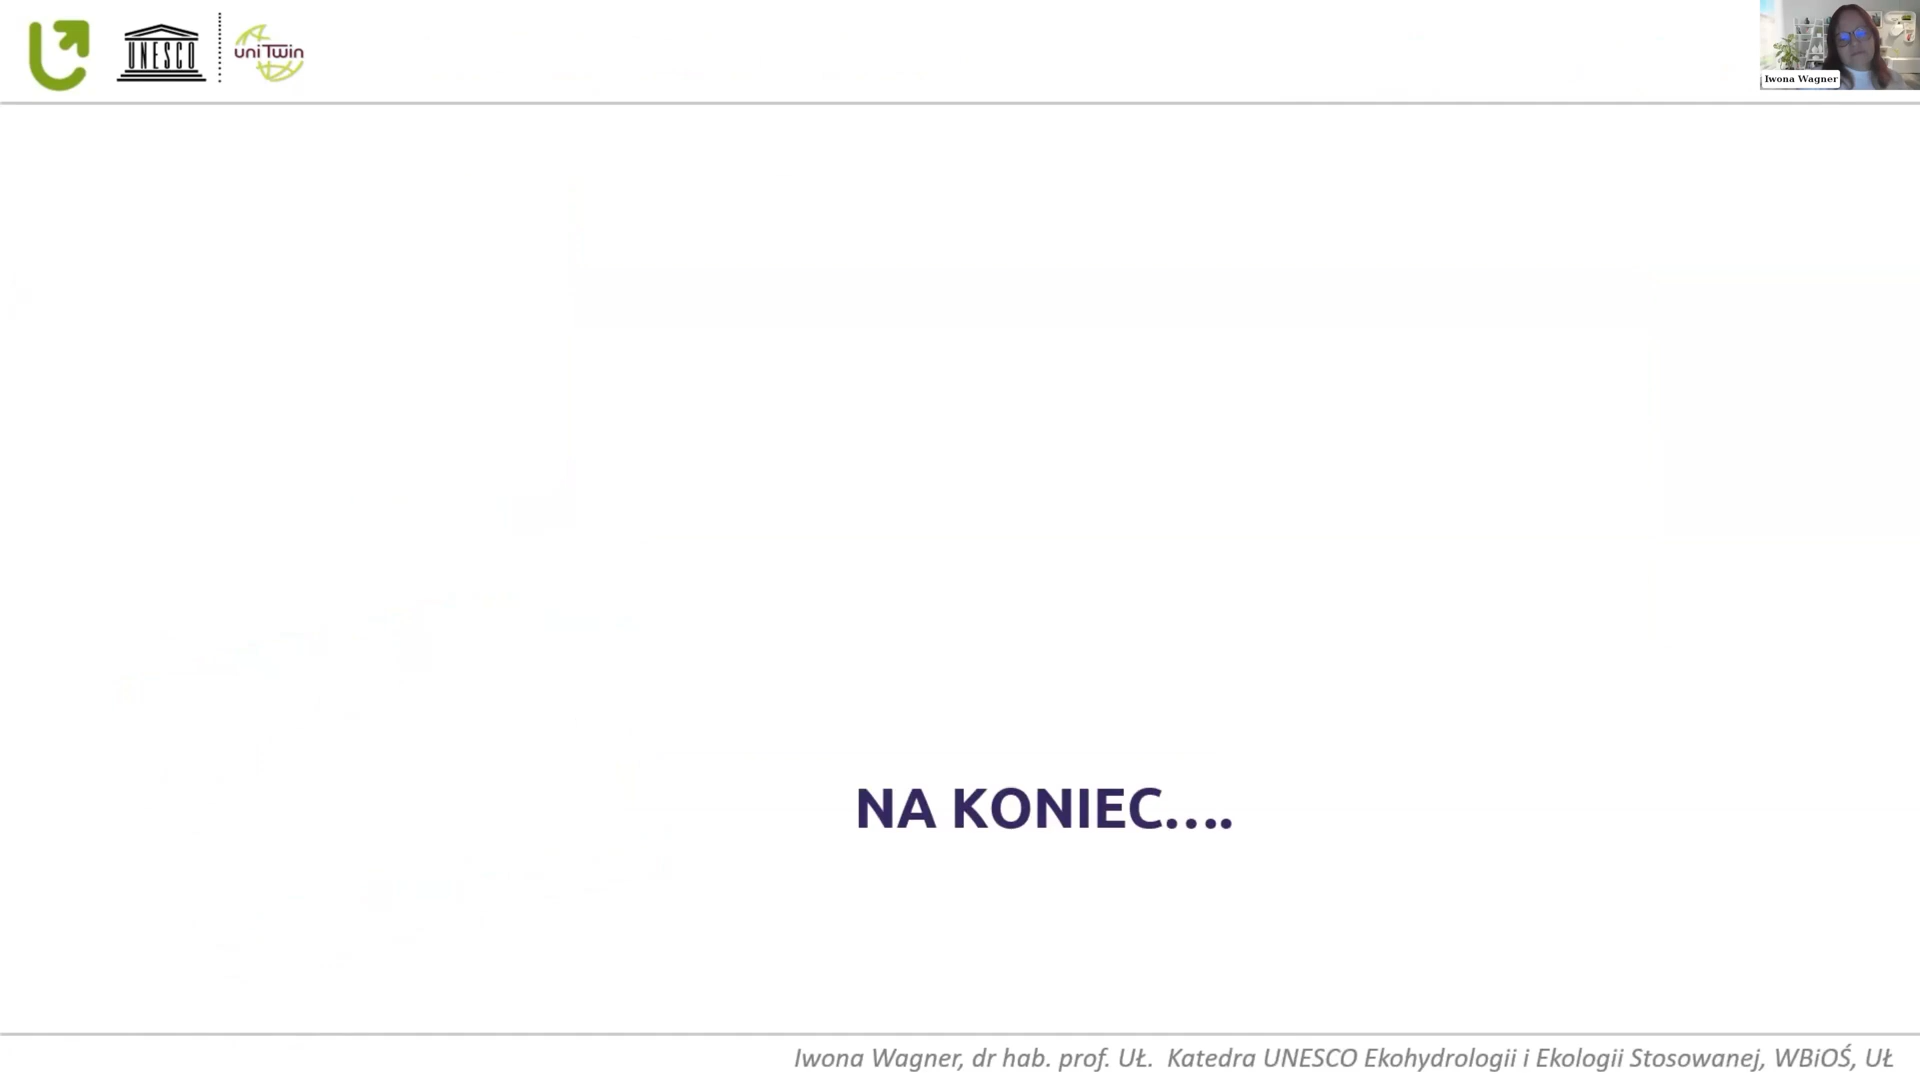 UNESCO
uniTwin
Iwona Wagner
NA KONIEC....
Iwona Wagner, dr hab. prof. UŁ. Katedra UNESCO Ekohydrologii i Ekologii Stosowanej, WBiOŚ, UŁ